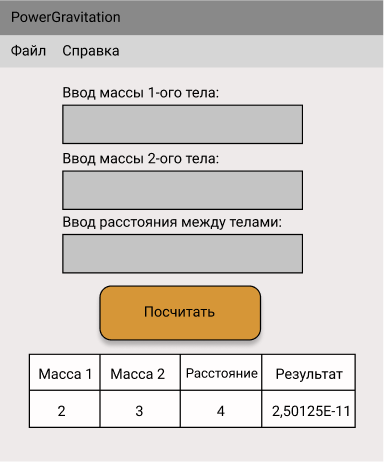 PowerGravitation
Файл Справка
Ввод массы 1-ого тела:
Ввод массы 2-ого тела:
Ввод расстояния между телами:
Посчитать
Масса 1 Масса 2 Расстояние Результат
2 3 4 2,50125E-11